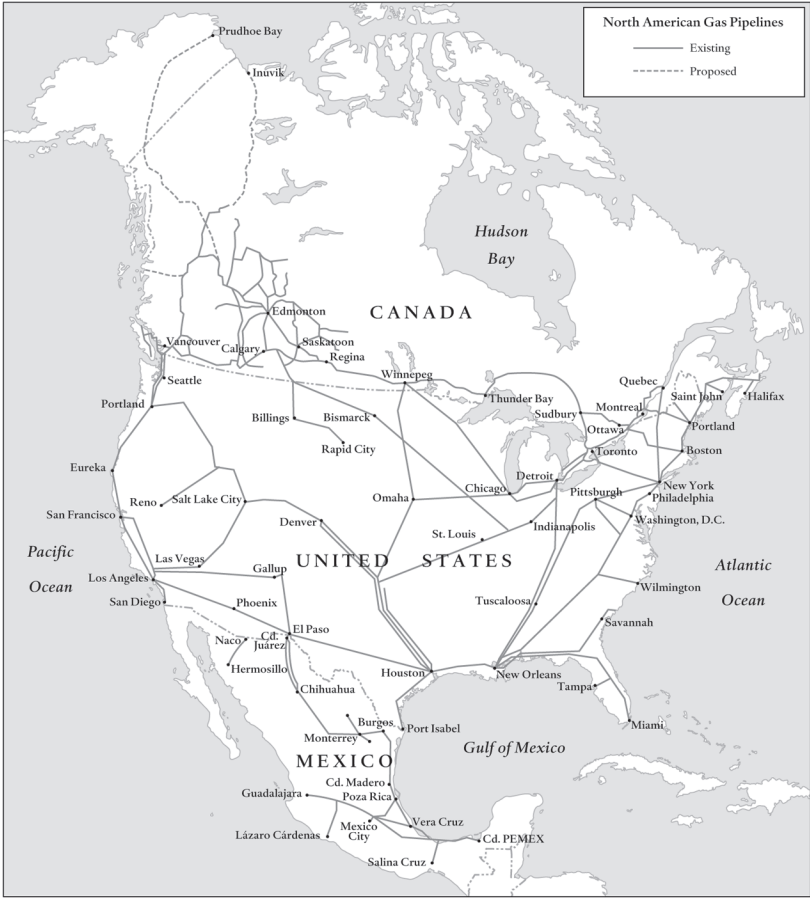 North American Gas Pipelines
Existing
Proposed
Prudhoe Bay
Inuvik
Hudson
Bay
CANADA
Edmonton
Vancouver
Calgary
Saskatoon
Regina
Winnepeg
Seattle
Thunder Bay
Quebec
Saint John
Halifax
Portland
Billings
Bismarck
Sudbury
Montreal
Ottawa
Portland
Rapid City
Toronto
Boston
Eureka
Detroit
Reno
Salt Lake City
Omaha
Chicago
Pittsburgh
New York
Philadelphia
San Francisco
Denver
St. Louis
Indianapolis
Washington, D.C.
Pacific
Ocean
Las Vegas
Gallup
UNITED STATES
Atlantic
Ocean
Los Angeles
Wilmington
San Diego
Phoenix
Tuscaloosa
Savannah
Naco
Cd.
Juárez
El Paso
Hermosillo
Houston
New Orleans
Chihuahua
Tampa
Burgos
Port Isabel
Miami
Monterrey
Gulf of Mexico
MEXICO
Cd. Madero
Guadalajara
Poza Rica
Lázaro Cárdenas
Mexico
City
Vera Cruz
Cd. PEMEX
Salina Cruz